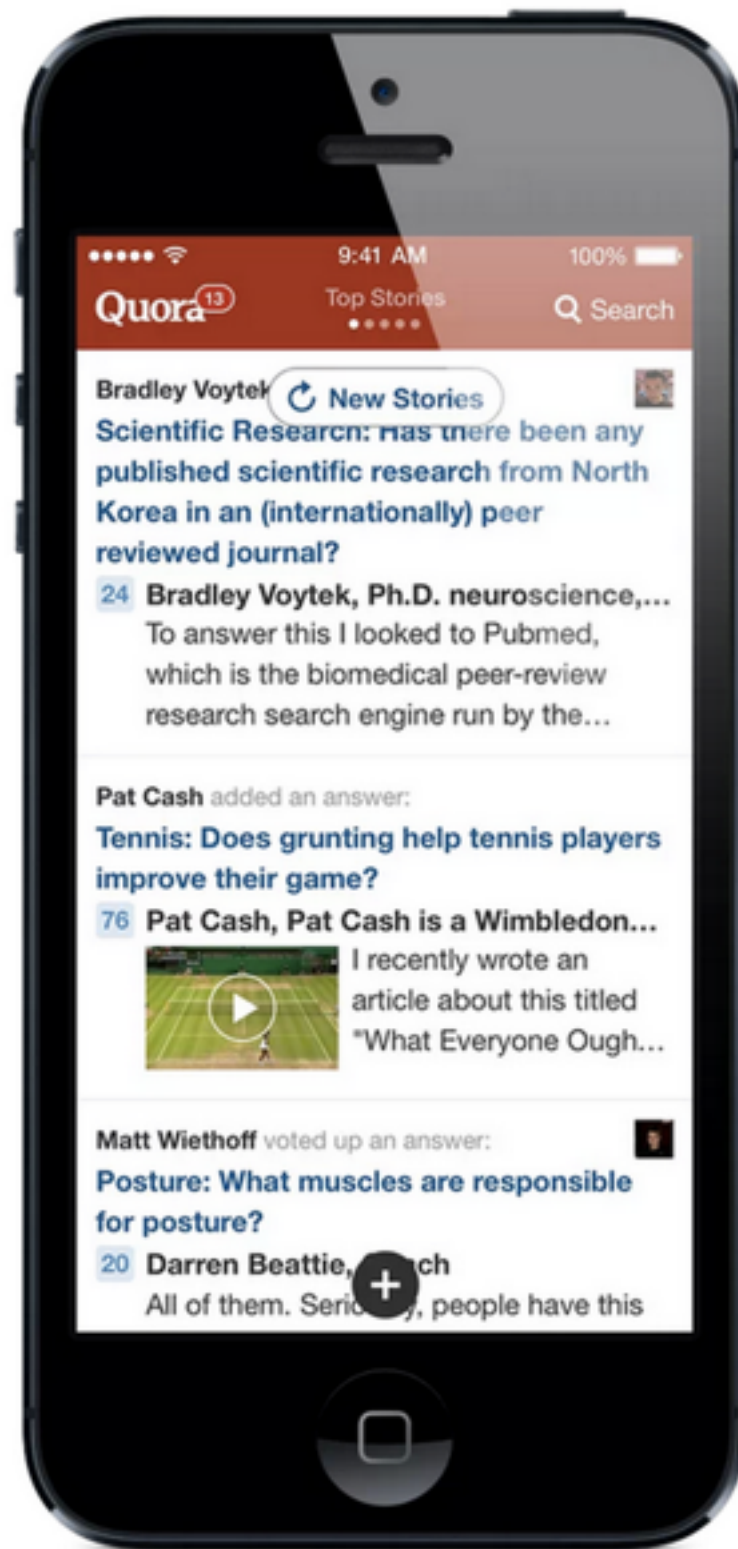 9:41 AM 100%
Quora 13 Top Stories Search
Bradley Voytek
New Stories
Scientific Research: Has there been any
published scientific research from North
Korea in an (internationally) peer
reviewed journal?
24 Bradley Voytek, Ph.D. neuroscience,...
To answer this I looked to Pubmed,
which is the biomedical peer-review
research search engine run by the...
Pat Cash added an answer:
Tennis: Does grunting help tennis players
improve their game?
76 Pat Cash, Pat Cash is a Wimbledon...
I recently wrote an
article about this titled
"What Everyone Ough...
Matt Wiethoff voted up an answer:
Posture: What muscles are responsible
for posture?
20 Darren Beattie,
All of them. people have this